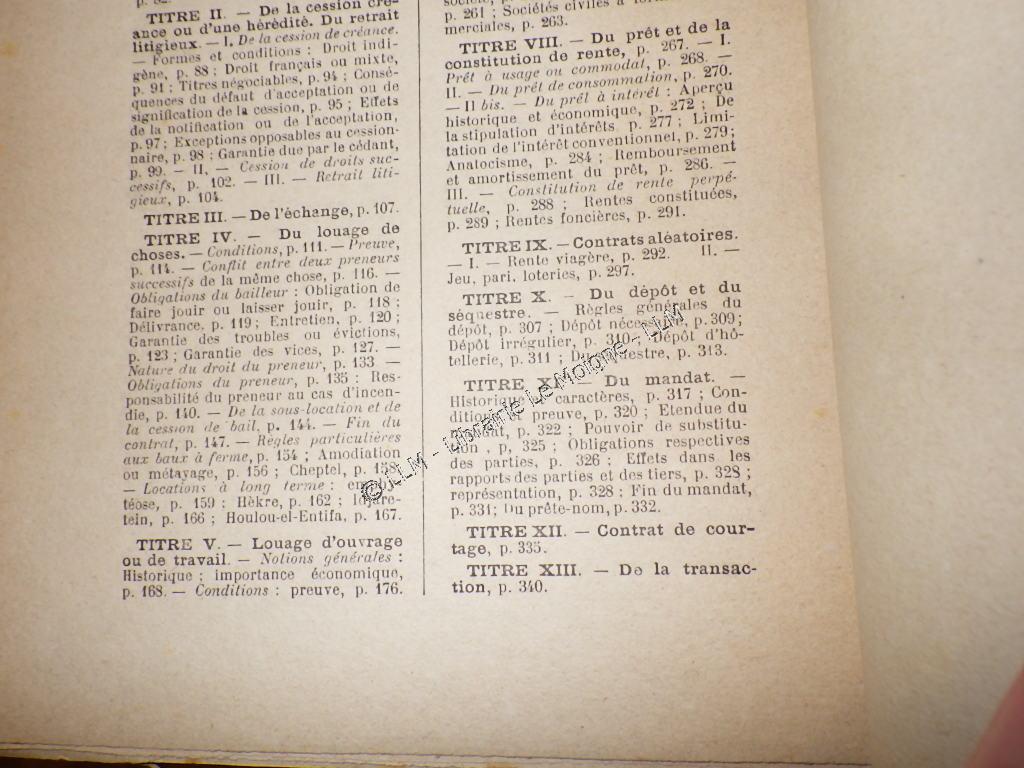 p. 82.
TITRE II. — De la cession cré-
ance ou d'une hérédité. Du retrait
litigieux. — I. De la cession de créance.
— Formes et conditions : Droit indi-
gène, p. 88 ; Droit français ou mixte,
p. 91 ; Titres négociables, p. 94 ; Consé-
quences du défaut d'acceptation ou de
signification de la cession, p. 95 ; Effets
de la notification ou de l'acceptation,
p. 97 ; Exceptions opposables au cession-
naire, p. 98 ; Garantie due par le cédant,
p. 99. — II. — Cession de droits suc-
cessifs, p. 102. — III. — Retrait liti-
gieux, p. 104.
TITRE III. — De l'échange, p. 107.
TITRE IV. — Du louage de
choses. — Conditions, p. 111. — Preuve,
p. 114. — Conflit entre deux preneurs
successifs de la même chose, p. 116. —
Obligations du bailleur : Obligation de
faire jouir ou laisser jouir, p. 118 ;
Délivrance, p. 119 ; Entretien, p. 120 ;
Garantie des troubles ou évictions,
p. 123 ; Garantie des vices, p. 127. —
Nature du droit du preneur, p. 133 —
Obligations du preneur, p. 135 : Res-
ponsabilité du preneur au cas d'incen-
die, p. 140. — De la sous-location et de
la cession de bail, p. 144. — Fin du
contrat, p. 147. — Règles particulières
aux baux à ferme, p. 154 ; Amodiation
ou métayage, p. 156 ; Cheptel, p. 158.
— Locations à long terme :
téose, p. 159 : Hèkre, p. 162 ;
tein, p. 166 ; Houlou-el-Entifa, p. 167.
TITRE V. — Louage d'ouvrage
ou de travail. — Notions générales :
Historique ; importance économique,
p. 168. — Conditions : preuve, p. 176.
p. 261 ; Sociétés civiles à
merciales, p. 263.
TITRE VIII. — Du prêt et de la
constitution de rente, p. 267. — I.
Prêt à usage ou commodat, p. 268. —
II. — Du prêt de consommation, p. 270.
— II bis. — Du prêt à intérêt : Aperçu
historique et économique, p. 272 ; De
la stipulation d'intérêts p. 277 ; Limi-
tation de l'intérêt conventionnel, p. 279 ;
Anatocisme, p. 284 ; Remboursement
et amortissement du prêt, p. 286. —
III. — Constitution de rente perpé-
tuelle, p. 288 ; Rentes constituées,
p. 289 ; Rentes foncières, p. 291.
TITRE IX. — Contrats aléatoires.
— I. — Rente viagère, p. 292. II. —
Jeu, pari, loteries, p. 297.
TITRE X. — Du dépôt et du
séquestre. — Règles générales du
dépôt, p. 307 ; Dépôt nécessaire, p. 309 ;
Dépôt irrégulier, p. 310 Dépôt d'hô-
tellerie, p. 311 ; Du séquestre, p. 313.
TITRE XI. — Du mandat. —
Historique caractères, p. 317 ; Con-
ditions preuve, p. 320 ; Etendue du
mandat, p. 322 ; Pouvoir de substitu-
tion , p, 325 ; Obligations respectives
des parties, p. 326 ; Effets dans les
rapports des parties et des tiers, p. 328 ;
représentation, p. 328 : Fin du mandat,
p. 331; Du prête-nom, p. 332.
TITRE XII. — Contrat de cour-
tage, p. 335.
TITRE XIII. — De la transac-
tion, p. 340.
© LLM - Librairie Le Moigne - LLM